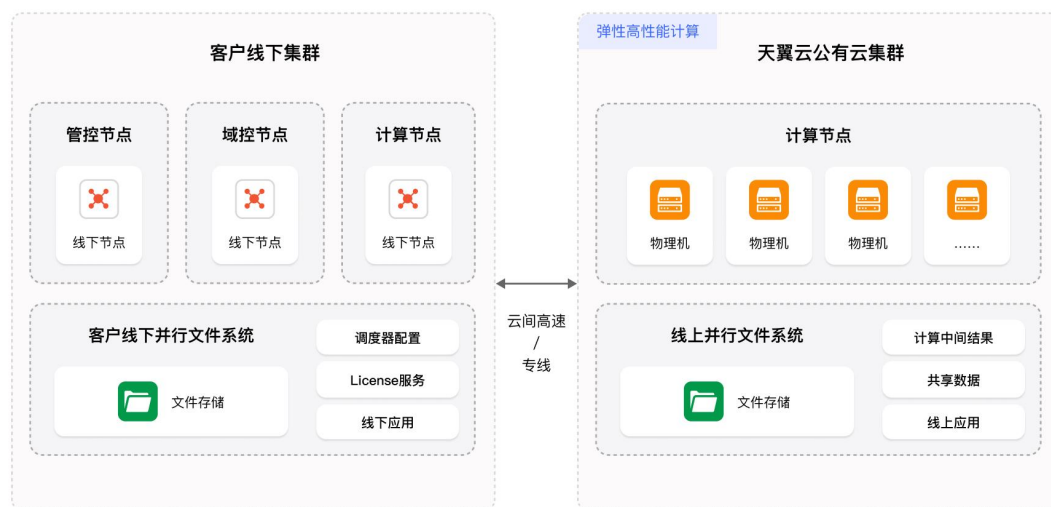 客户线下集群
管控节点
线下节点
域控节点
线下节点
计算节点
线下节点
客户线下并行文件系统
文件存储
调度器配置
License服务
线下应用
云间高速
/
专线
弹性高性能计算
天翼云公有云集群
计算节点
物理机
物理机
物理机
……
线上并行文件系统
文件存储
计算中间结果
共享数据
线上应用